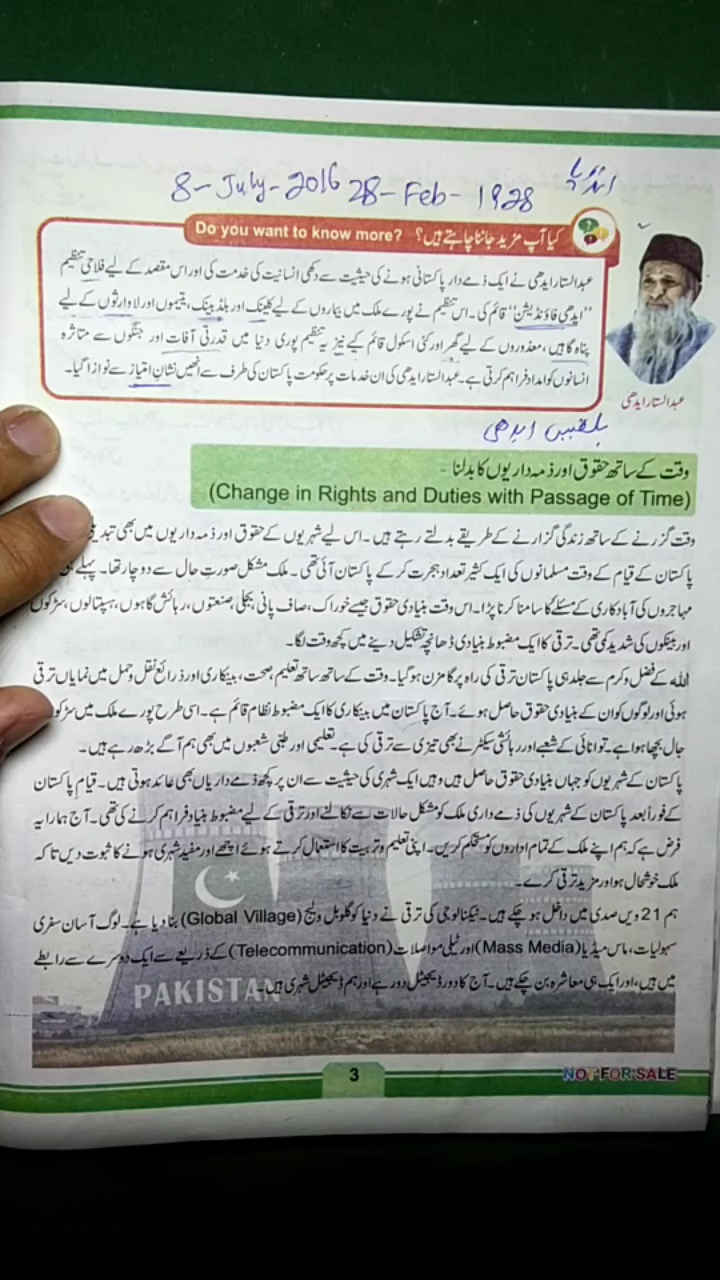 انڈیا
8-July-2016 28-Feb-1928
کیا آپ مزید جاننا چاہتے ہیں؟ Do you want to know more?
عبدالستار ایدھی نے ایک ذمے دار پاکستانی ہونے کی حیثیت سے دکھی انسانیت کی خدمت کی اور اس مقصد کے لیے فلاحی تنظیم
"ایدھی فاؤنڈیشن" قائم کی۔ اس تنظیم نے پورے ملک میں بیماروں کے لیے کلینک اور بلڈ بینک، یتیموں اور لاوارثوں کے لیے
پناہ گاہیں، معذوروں کے لیے گھر اور کئی اسکول قائم کیے نیز یہ تنظیم پوری دنیا میں قدرتی آفات اور جنگوں سے متاثرہ
انسانوں کو امداد فراہم کرتی ہے۔ عبدالستار ایدھی کی ان خدمات پر حکومت پاکستان کی طرف سے انھیں نشانِ امتیاز سے نوازا گیا۔
عبدالستار ایدھی
بلقیس ایدھی
وقت کے ساتھ حقوق اور ذمہ داریوں کا بدلنا
(Change in Rights and Duties with Passage of Time)
وقت گزرنے کے ساتھ زندگی گزارنے کے طریقے بدلتے رہتے ہیں۔ اس لیے شہریوں کے حقوق اور ذمہ داریوں میں بھی
پاکستان کے قیام کے وقت مسلمانوں کی ایک کثیر تعداد ہجرت کر کے پاکستان آئی تھی۔ ملک مشکل صورتِ حال سے دوچار تھا۔ پہلے
مہاجروں کی آباد کاری کے مسئلے کا سامنا کرنا پڑا۔ اس وقت بنیادی حقوق جیسے خوراک، صاف پانی، بجلی، صنعتوں، رہائش گاہوں، ہسپتالوں، سڑکوں
اور بینکوں کی شدید کمی تھی۔ ترقی کا ایک مضبوط بنیادی ڈھانچہ تشکیل دینے میں کچھ وقت لگا۔
اللہ کے فضل و کرم سے جلد ہی پاکستان ترقی کی راہ پر گامزن ہو گیا۔ وقت کے ساتھ ساتھ تعلیم، صحت، بینکاری اور ذرائع نقل و حمل میں نمایاں ترقی
ہوئی اور لوگوں کو ان کے بنیادی حقوق حاصل ہوئے۔ آج پاکستان میں بینکاری کا ایک مضبوط نظام قائم ہے۔ اسی طرح پورے ملک میں
جال بچھا ہوا ہے۔ توانائی کے شعبے اور رہائشی سیکٹر نے بھی تیزی سے ترقی کی ہے۔ تعلیمی اور طبی شعبوں میں بھی ہم آگے بڑھ رہے ہیں۔
پاکستان کے شہریوں کو جہاں بنیادی حقوق حاصل ہیں وہیں ایک شہری کی حیثیت سے ان پر کچھ ذمے داریاں بھی عائد ہوتی ہیں۔ قیامِ پاکستان
کے فوراً بعد پاکستان کے شہریوں کی ذمے داری ملک کو مشکل حالات سے نکالنے اور ترقی کے لیے مضبوط بنیاد فراہم کرنے کی تھی۔ آج ہمارا یہ
فرض ہے کہ ہم اپنے ملک کے تمام اداروں کو مستحکم کریں۔ اپنی تعلیم و تربیت کا استعمال کرتے ہوئے اچھے اور مفید شہری ہونے کا ثبوت دیں تاکہ
ملک خوشحال ہو اور مزید ترقی کرے۔
ہم 21 ویں صدی میں داخل ہو چکے ہیں۔ ٹیکنالوجی کی ترقی نے دنیا کو گلوبل ولیج (Global Village) بنا دیا ہے۔ لوگ آسان سفری
سہولیات، ماس میڈیا (Mass Media) اور ٹیلی مواصلات (Telecommunication) کے ذریعے سے ایک دوسرے سے رابطے
میں ہیں، اور ایک ہی معاشرہ بن چکے ہیں۔ آج کا دور ڈیجیٹل دور ہے اور ہم ڈیجیٹل شہری ہیں۔
PAKISTAN
3
NOT FOR SALE